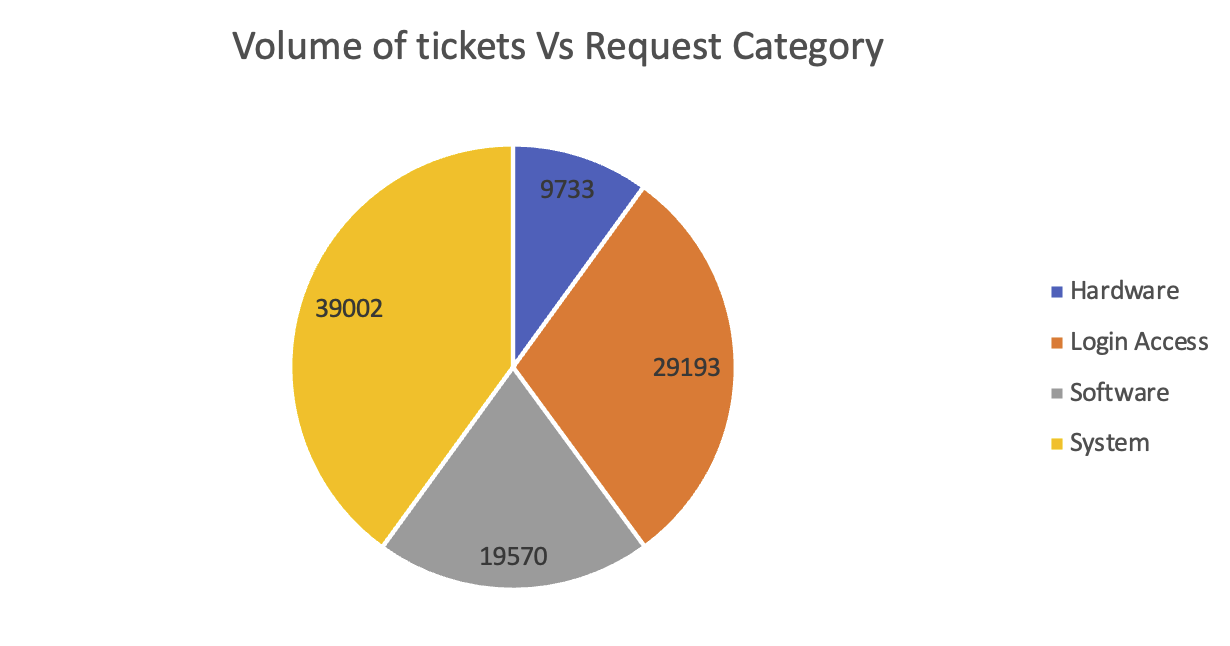 Volume of tickets Vs Request Category
9733
39002
29193
19570
Hardware
Login Access
Software
System